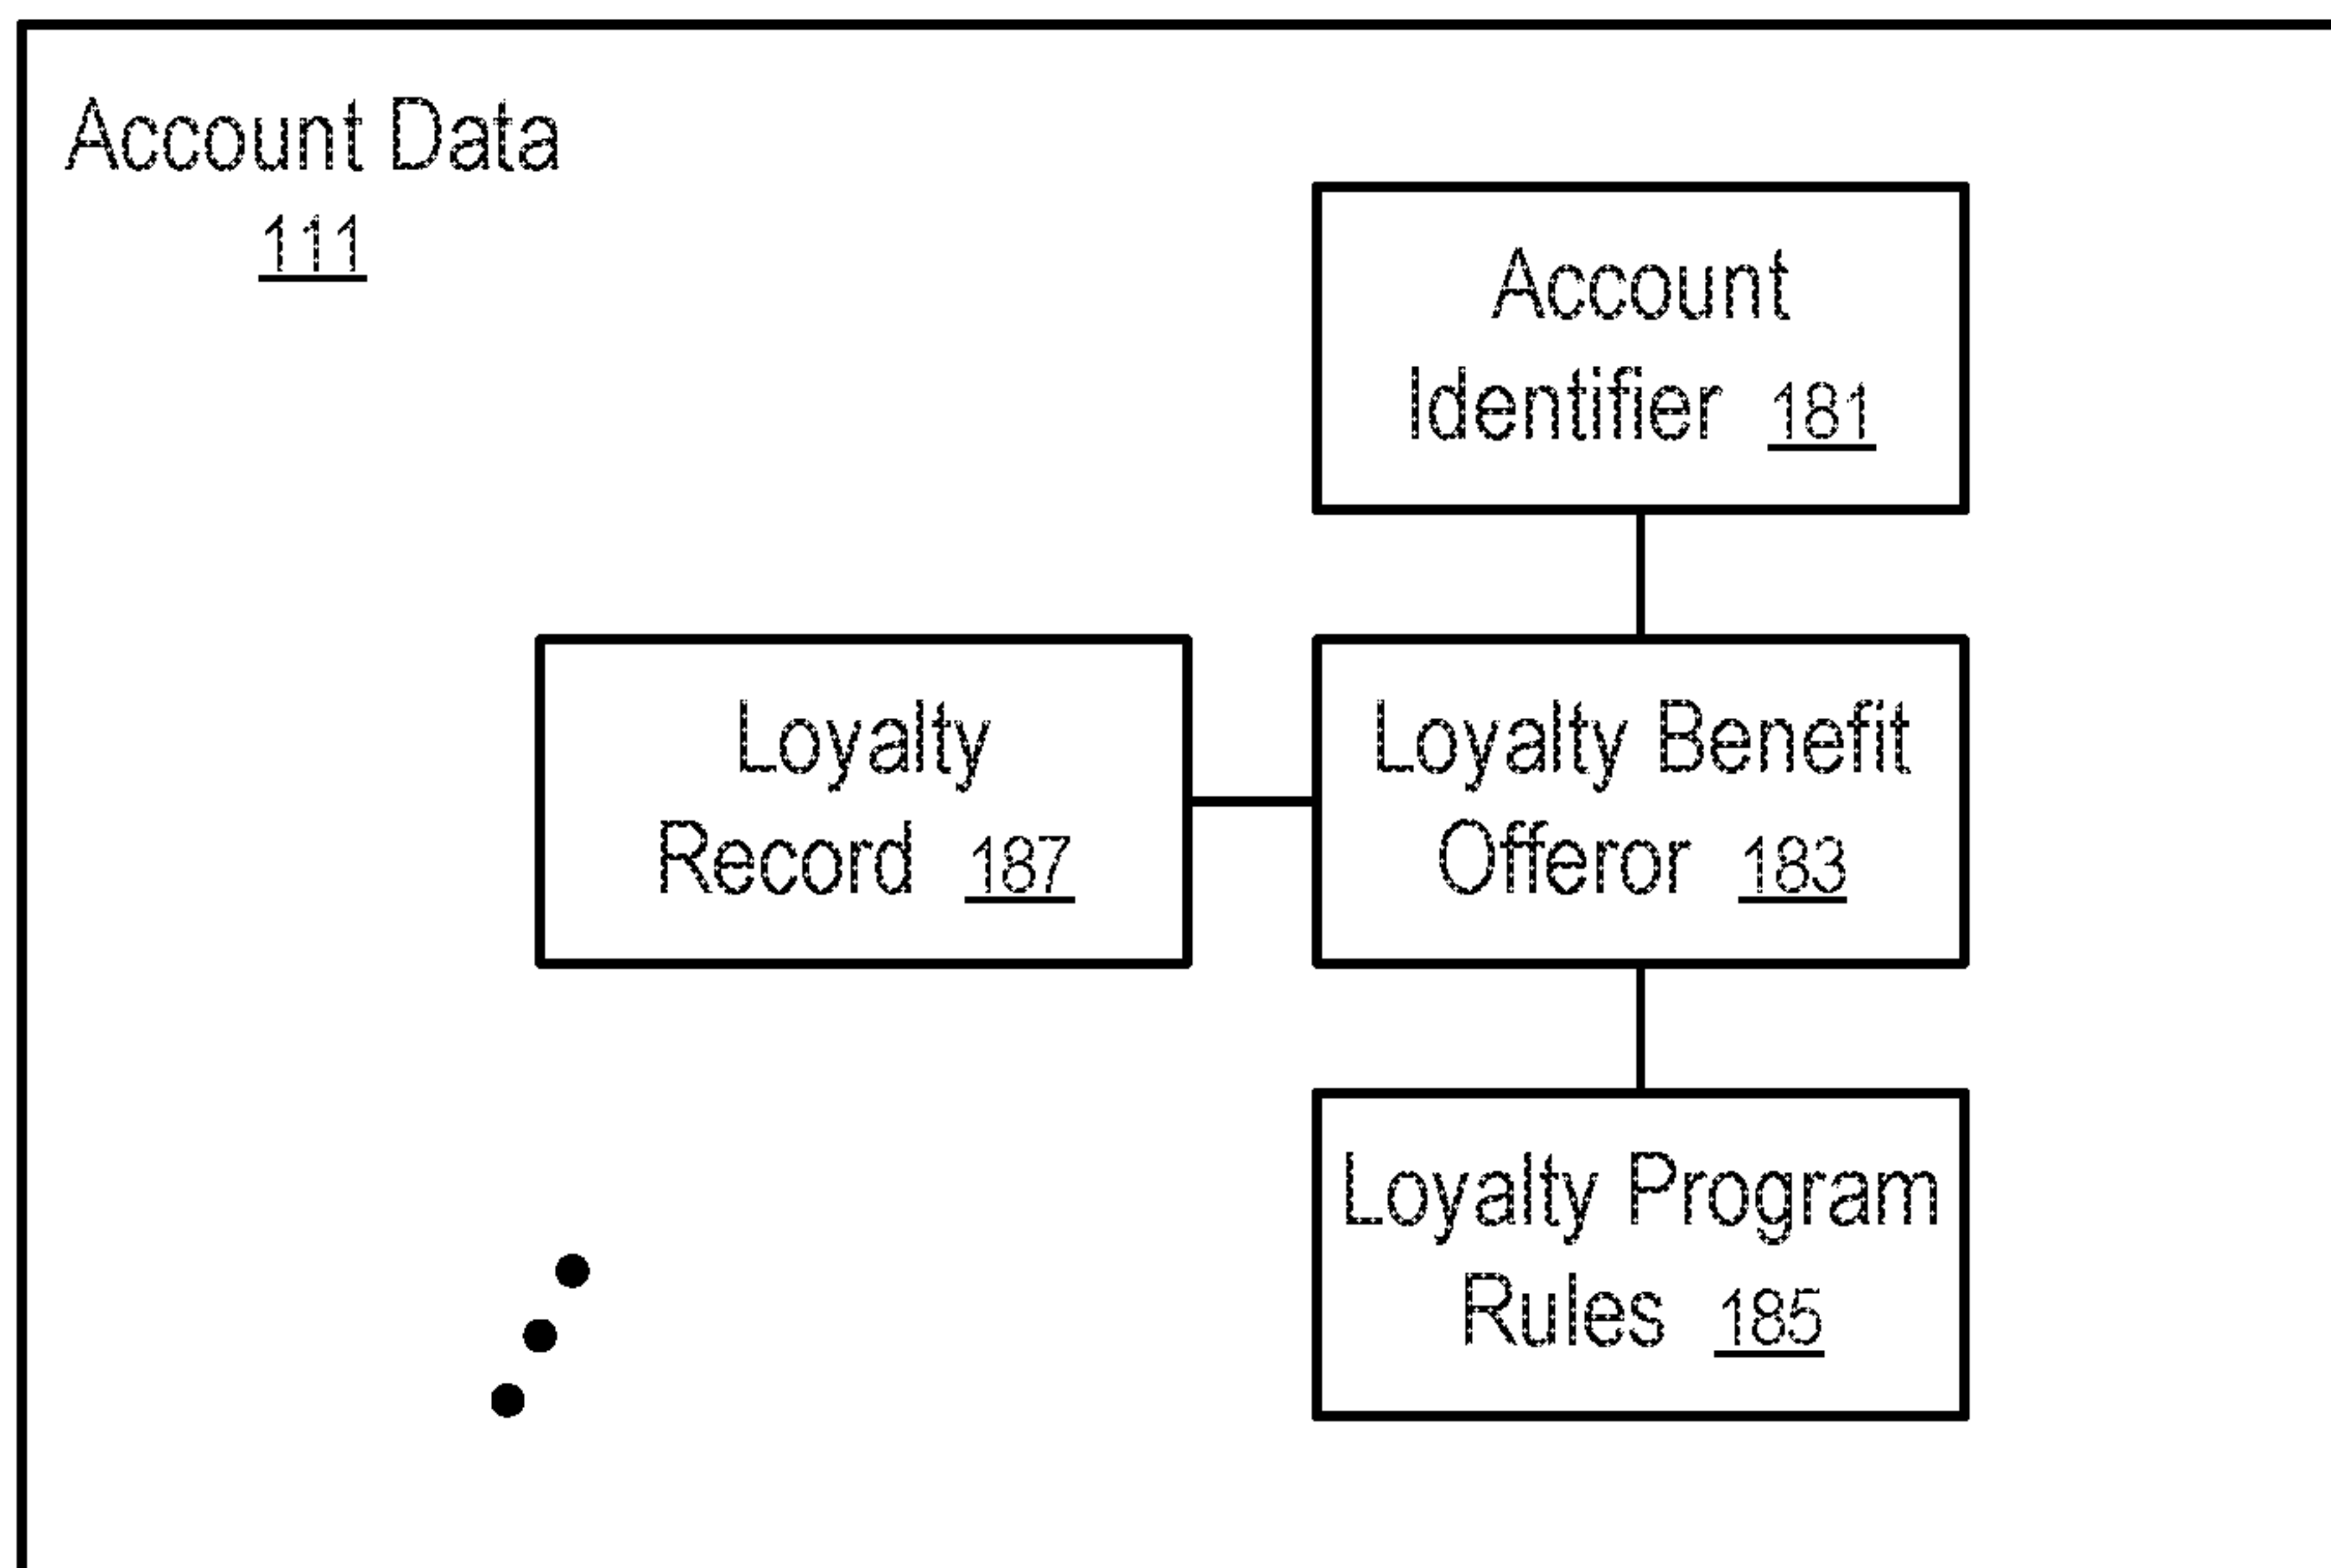 Account Data
111
Account
Identifier 181
Loyalty
Record 187
Loyalty Benefit
Offeror 183
Loyalty Program
Rules 185